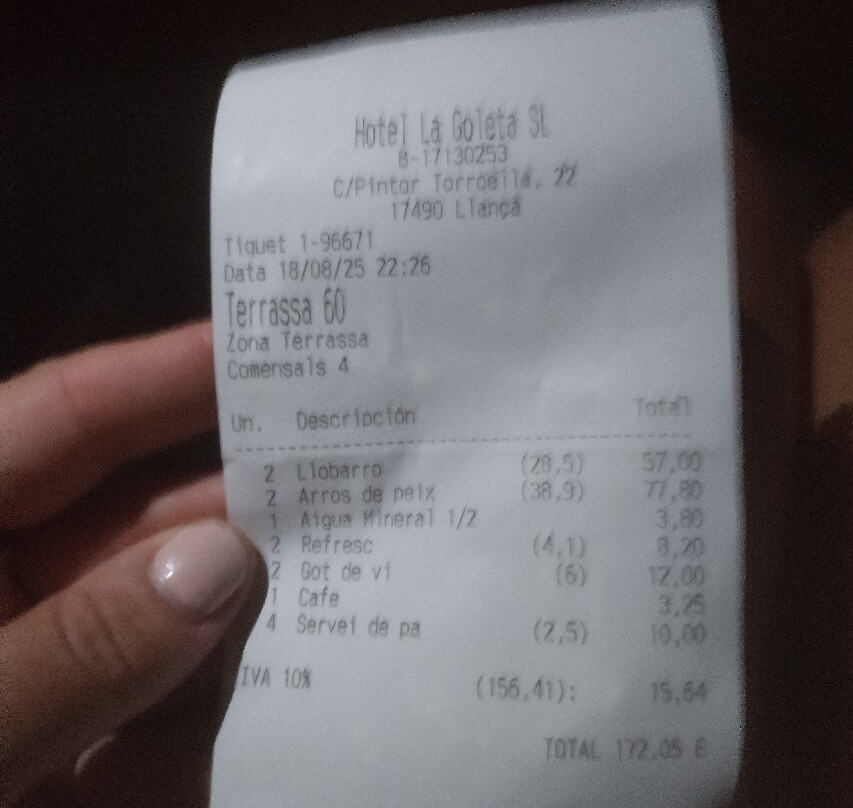 Hotel La Goleta SL
B-17130253
C/Pintor Torroella, 22
17490 Llançà
Tiquet 1-96671
Data 18/08/25 22:26
Terrassa 60
Zona Terrassa
Comensals 4
Un. Descripción Total
2 Llobarro (28,5) 57,00
2 Arros de peix (38,9) 77,80
1 Aigua Mineral 1/2 3,80
2 Refresc (4,1) 8,20
2 Got de vi (6) 12,00
1 Cafe 3,25
4 Servei de pa (2,5) 10,00
IVA 10% (156,41): 15,64
TOTAL 172.05 €